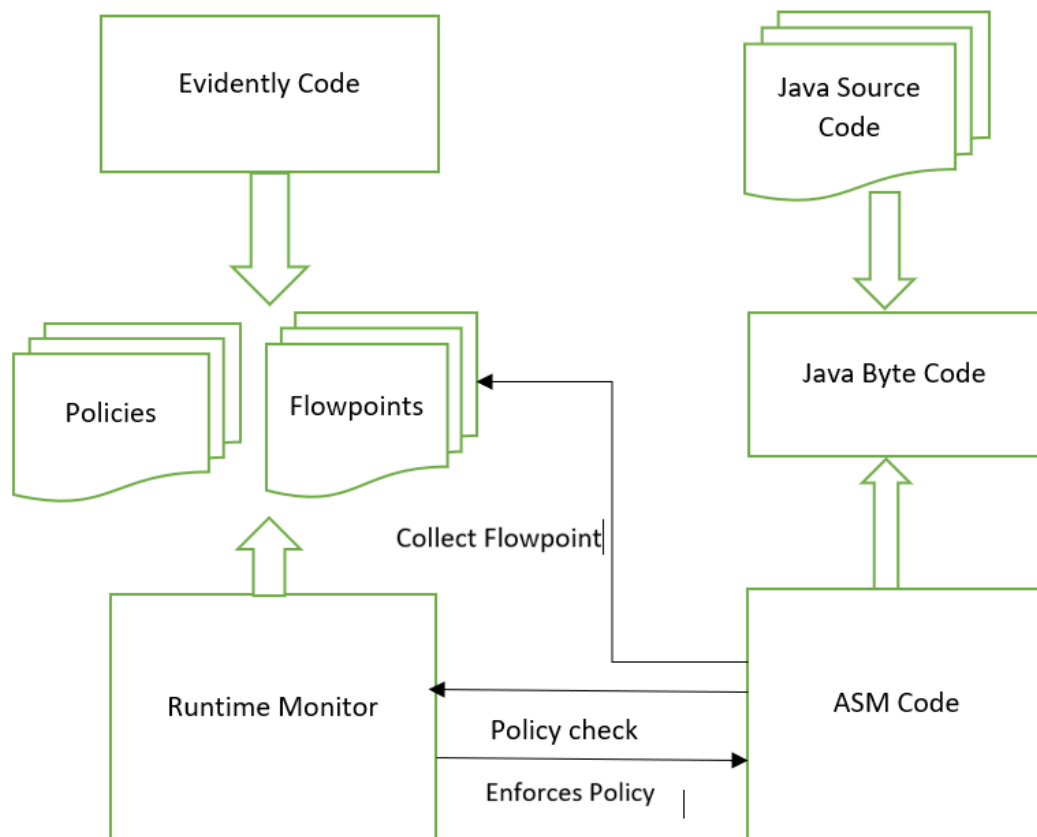 Evidently Code
Java Source
Code
Policies
Flowpoints
Java Byte Code
Collect Flowpoint
Runtime Monitor
ASM Code
Policy check
Enforces Policy